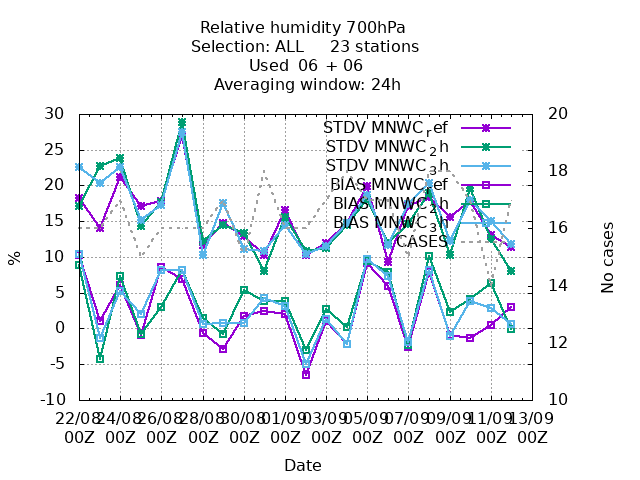 Relative humidity 700hPa
Selection: ALL 23 stations
Used 06 + 06
Averaging window: 24h
30 20
STDV MNWC_ref
STDV MNWC_2h
25
STDV MNWC_3h
18
20
BIAS MNWC_ref
BIAS MNWC_2h
15
BIAS MNWC_3h
16
CASES
10
%
No cases
5 14
0
12
-5
-10 10
22/08 24/08 26/08 28/08 30/08 01/09 03/09 05/09 07/09 09/09 11/09 13/09
00Z 00Z 00Z 00Z 00Z 00Z 00Z 00Z 00Z 00Z 00Z 00Z
Date